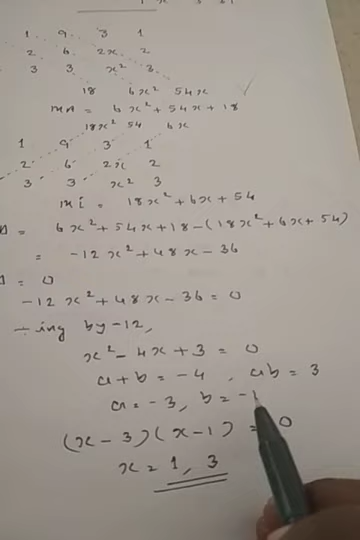 1 9 3 1
2 6 2x 2
3 3 x² 3
18 6x² 54x
= 6x² + 54x + 18
18x² 54 6x
1 9 3 1
2 6 2x 2
3 3 x² 3
= 18x² + 6x + 54
= 6x² + 54x + 18 - (18x² + 6x + 54)
= -12x² + 48x - 36
= 0
-12x² + 48x - 36 = 0
÷ing by -12,
x² - 4x + 3 = 0
a + b = -4 , ab = 3
a = -3, b = -1
(x - 3)(x - 1) = 0
x = 1, 3